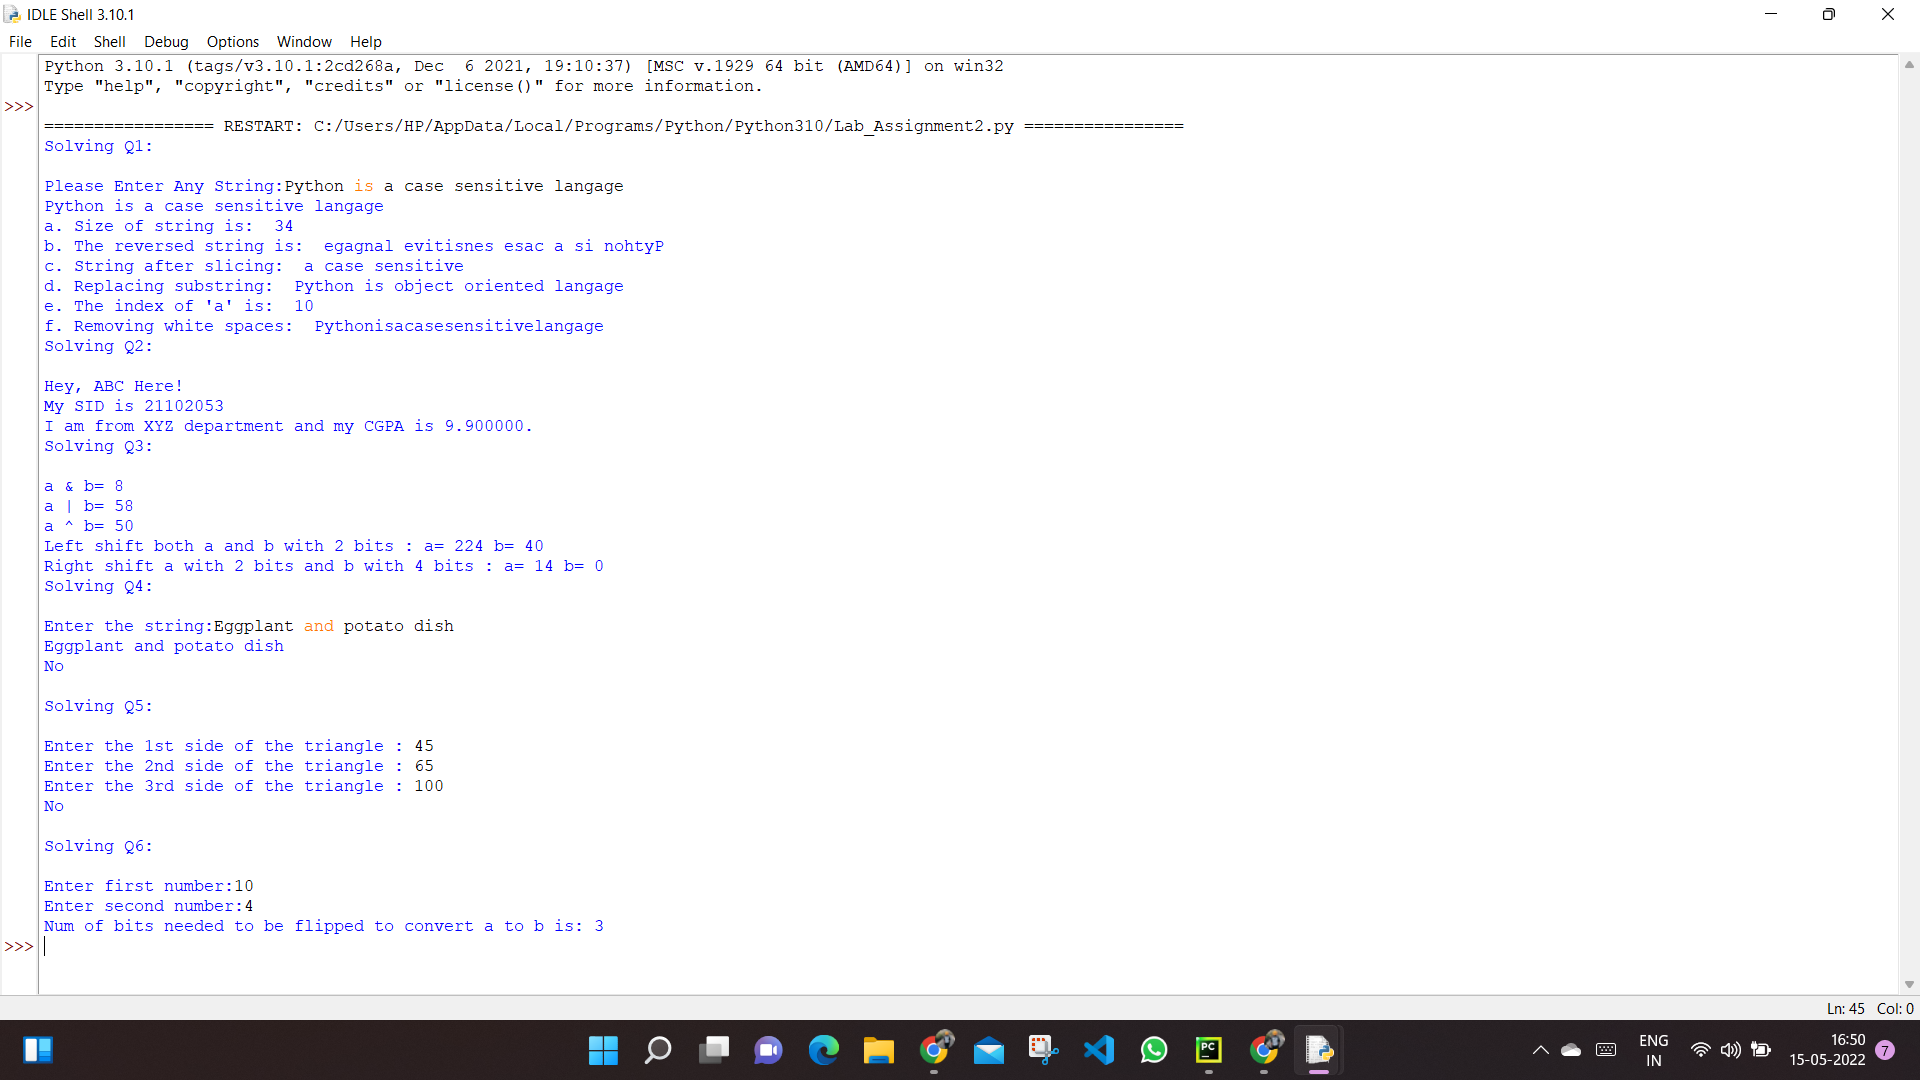 IDLE Shell 3.10.1
File Edit Shell Debug Options Window Help
Python 3.10.1 (tags/v3.10.1:2cd268a, Dec  6 2021, 19:10:37) [MSC v.1929 64 bit (AMD64)] on win32
Type "help", "copyright", "credits" or "license()" for more information.
>>>
================= RESTART: C:/Users/HP/AppData/Local/Programs/Python/Python310/Lab_Assignment2.py ================
Solving Q1:
Please Enter Any String:Python is a case sensitive langage
Python is a case sensitive langage
a. Size of string is:  34
b. The reversed string is:  egagnal evitisnes esac a si nohtyP
c. String after slicing:  a case sensitive
d. Replacing substring:  Python is object oriented langage
e. The index of 'a' is:  10
f. Removing white spaces:  Pythonisacasesensitivelangage
Solving Q2:
Hey, ABC Here!
My SID is 21102053
I am from XYZ department and my CGPA is 9.900000.
Solving Q3:
a & b= 8
a | b= 58
a ^ b= 50
Left shift both a and b with 2 bits : a= 224 b= 40
Right shift a with 2 bits and b with 4 bits : a= 14 b= 0
Solving Q4:
Enter the string:Eggplant and potato dish
Eggplant and potato dish
No
Solving Q5:
Enter the 1st side of the triangle : 45
Enter the 2nd side of the triangle : 65
Enter the 3rd side of the triangle : 100
No
Solving Q6:
Enter first number:10
Enter second number:4
Num of bits needed to be flipped to convert a to b is: 3
>>>
Ln: 45 Col: 0
PC
ENG
IN
16:50
15-05-2022
7